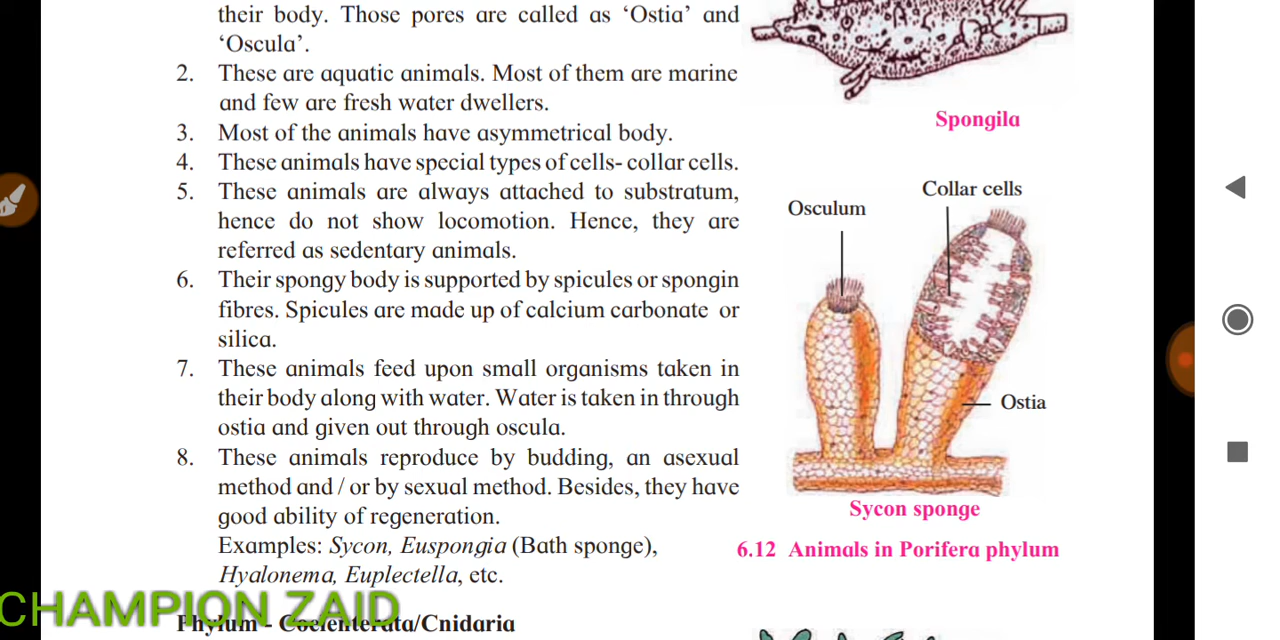 their body. Those pores are called as ‘Ostia’ and
‘Oscula’.
2. These are aquatic animals. Most of them are marine
and few are fresh water dwellers.
3. Most of the animals have asymmetrical body.
4. These animals have special types of cells- collar cells.
5. These animals are always attached to substratum,
hence do not show locomotion. Hence, they are
referred as sedentary animals.
6. Their spongy body is supported by spicules or spongin
fibres. Spicules are made up of calcium carbonate or
silica.
7. These animals feed upon small organisms taken in
their body along with water. Water is taken in through
ostia and given out through oscula.
8. These animals reproduce by budding, an asexual
method and / or by sexual method. Besides, they have
good ability of regeneration.
Examples: Sycon, Euspongia (Bath sponge),
Hyalonema, Euplectella, etc.
Phylum - Coelenterata/Cnidaria
CHAMPION ZAID
Spongila
Collar cells
Osculum
Ostia
Sycon sponge
6.12 Animals in Porifera phylum